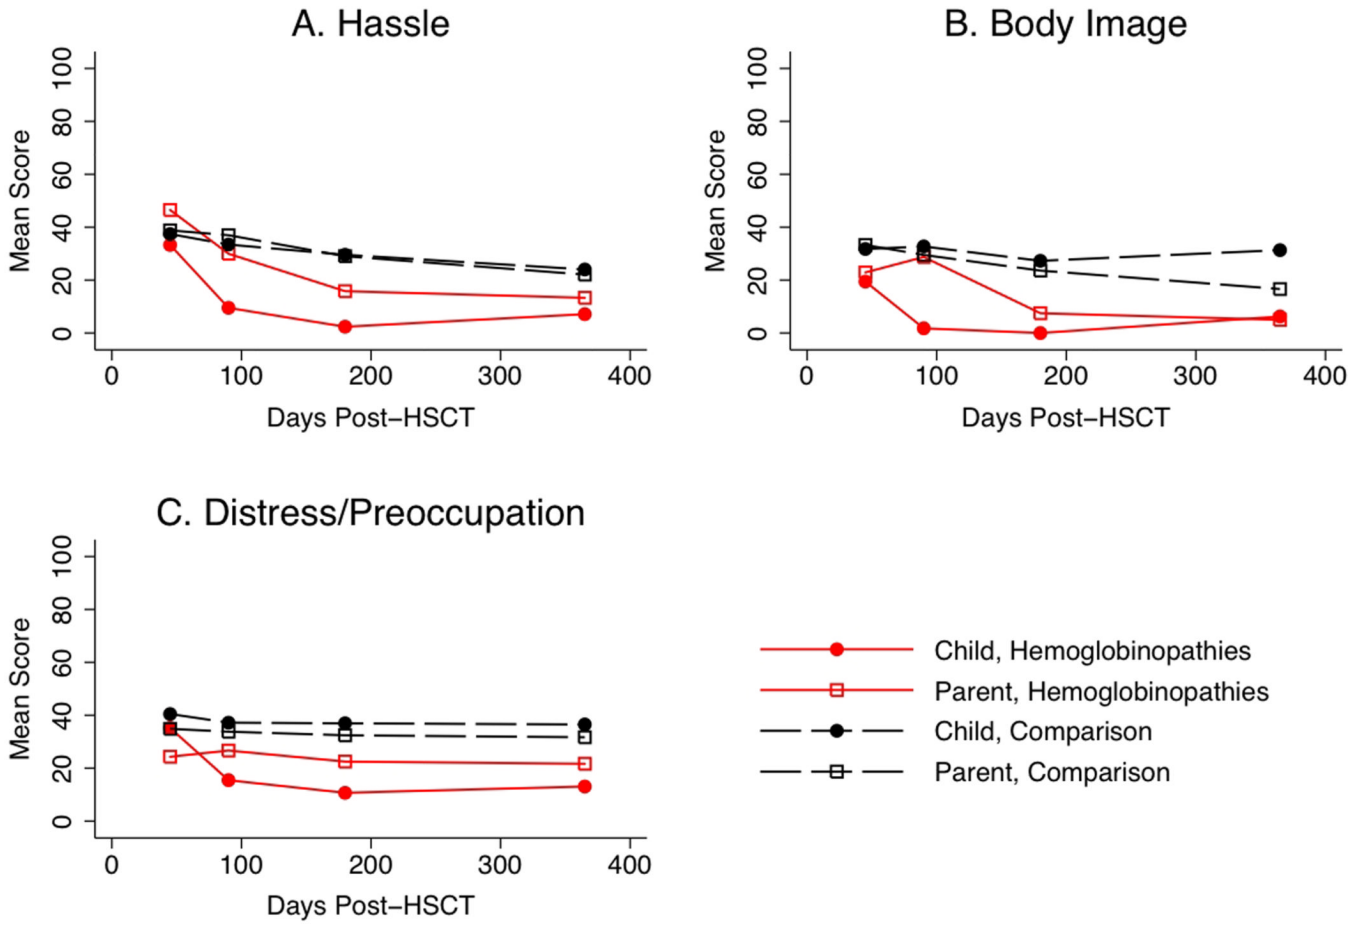 A. Hassle
Mean Score
100
80
60
40
20
0
0 100 200 300 400
Days Post–HSCT
B. Body Image
Mean Score
100
80
60
40
20
0
0 100 200 300 400
Days Post–HSCT
C. Distress/Preoccupation
Mean Score
100
80
60
40
20
0
0 100 200 300 400
Days Post–HSCT
Child, Hemoglobinopathies
Parent, Hemoglobinopathies
Child, Comparison
Parent, Comparison